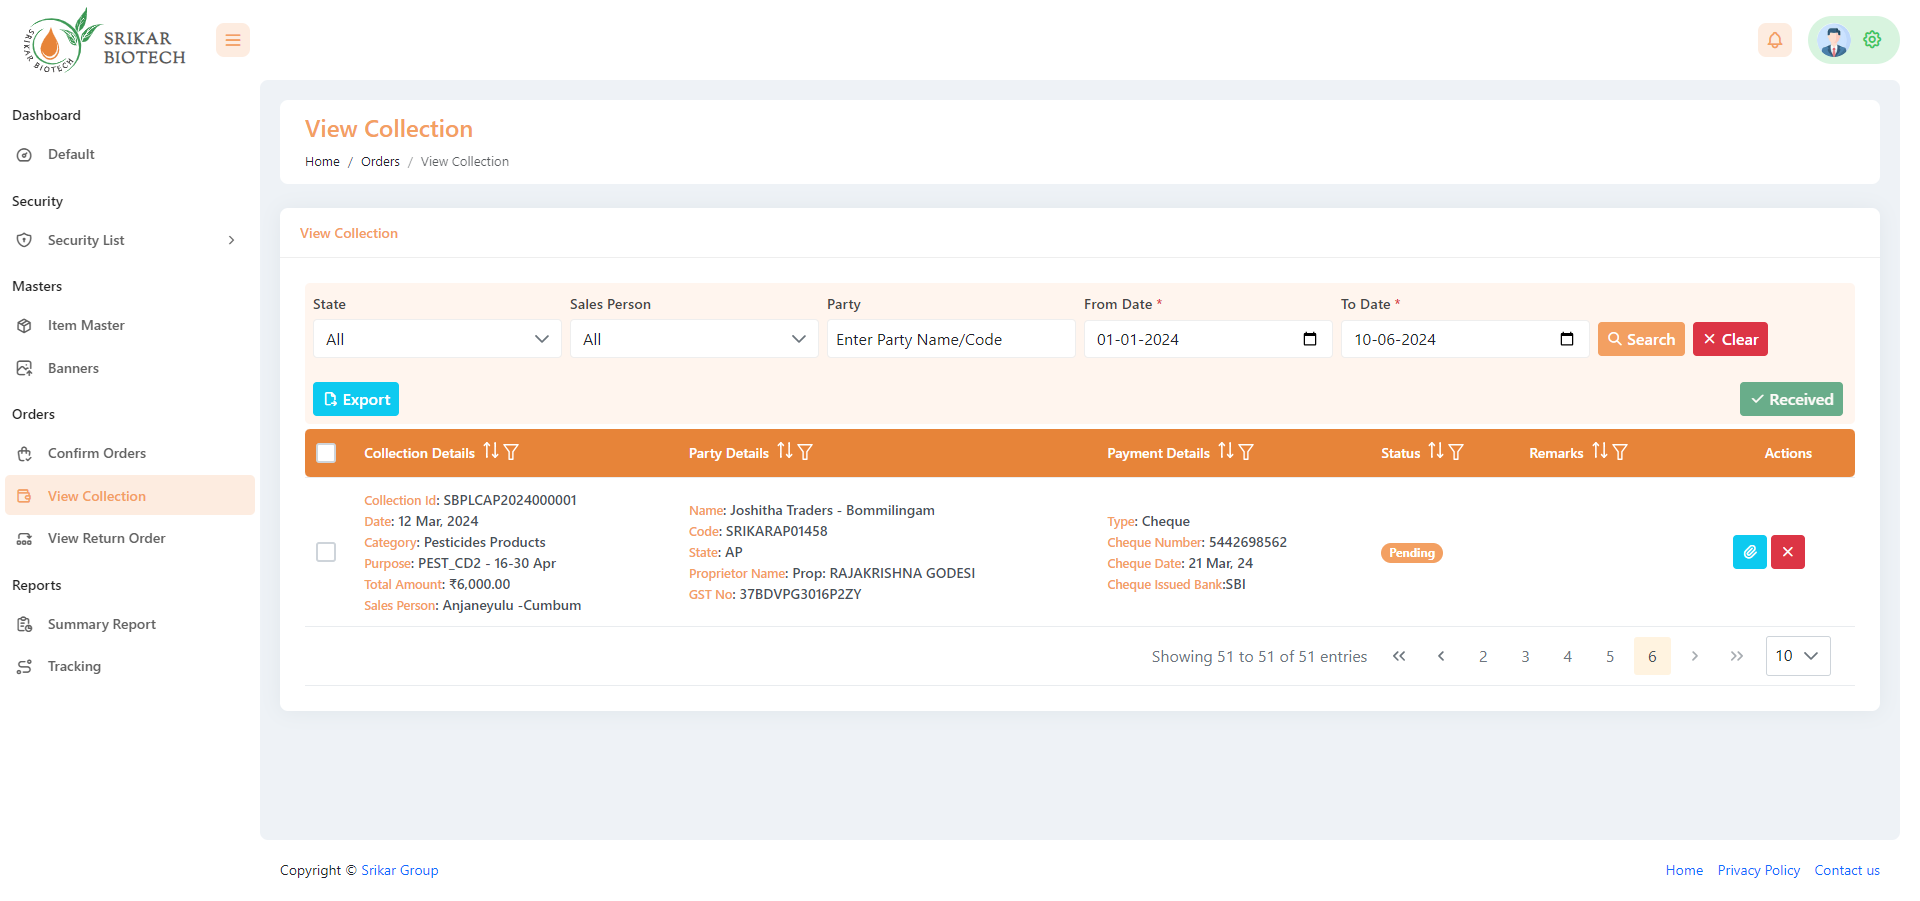 SRIKAR BIOTECH
SRIKAR
BIOTECH
Dashboard
Default
Security
Security List
Masters
Item Master
Banners
Orders
Confirm Orders
View Collection
View Return Order
Reports
Summary Report
Tracking
View Collection
Home / Orders / View Collection
View Collection
State Sales Person Party From Date * To Date *
All All Enter Party Name/Code 01-01-2024 10-06-2024 Search Clear
Export Received
Collection Details Party Details Payment Details Status Remarks Actions
Collection Id: SBPLCAP2024000001
Date: 12 Mar, 2024
Category: Pesticides Products
Purpose: PEST_CD2 - 16-30 Apr
Total Amount: ₹6,000.00
Sales Person: Anjaneyulu -Cumbum
Name: Joshitha Traders - Bommilingam
Code: SRIKARAP01458
State: AP
Proprietor Name: Prop: RAJAKRISHNA GODESI
GST No: 37BDVPG3016P2ZY
Type: Cheque
Cheque Number: 5442698562
Cheque Date: 21 Mar, 24
Cheque Issued Bank:SBI
Pending
Showing 51 to 51 of 51 entries 2 3 4 5 6 10
Copyright © Srikar Group Home Privacy Policy Contact us